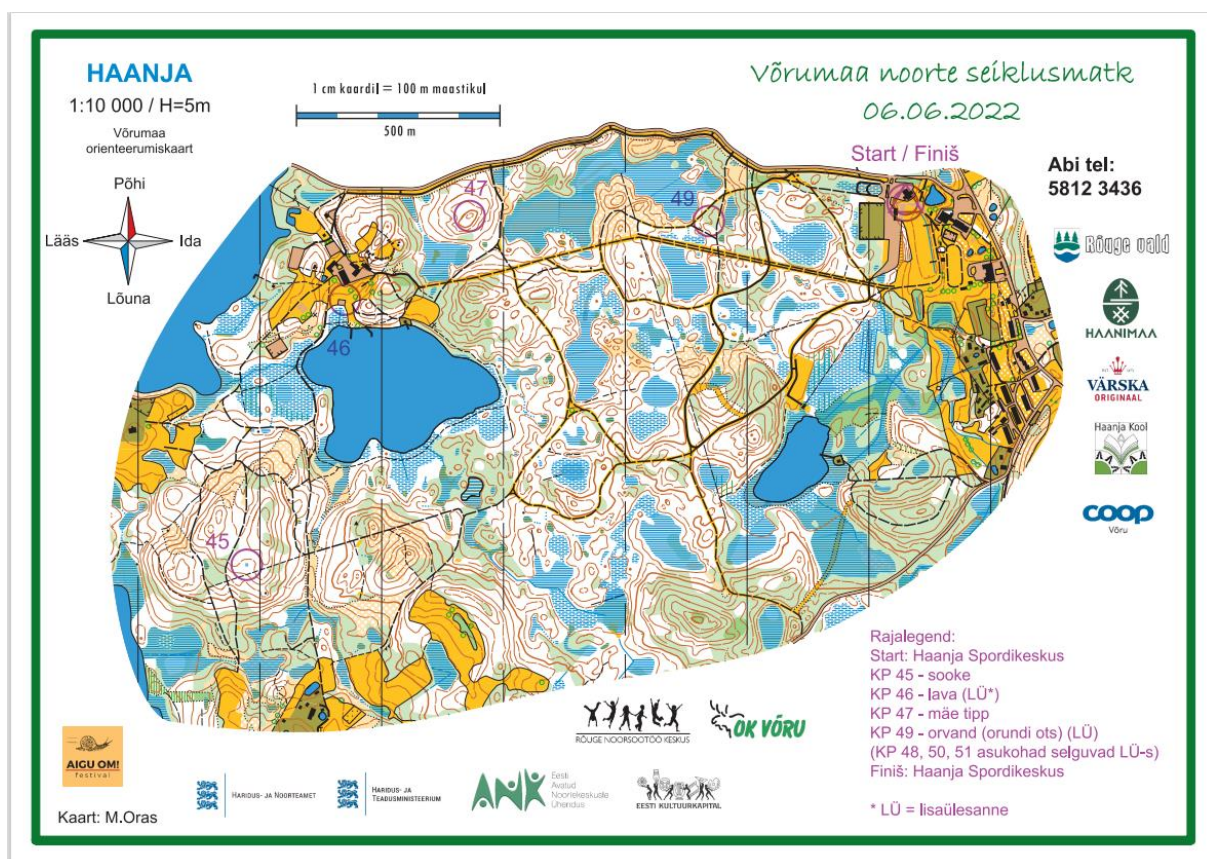 HAANJA
1:10 000 / H=5m
Võrumaa
orienteerumiskaart
Põhi
Lääs
Ida
Lõuna
1 cm kaardil = 100 m maastikul
500 m
Võrumaa noorte seiklusmatk
06.06.2022
Start / Finiš
47
49
46
45
Abi tel:
5812 3436
Rõuge vald
HAANIMAA
VÄRSKA
ORIGINAAL
Haanja Kool
coop
Võru
Rajalegend:
Start: Haanja Spordikeskus
KP 45 - sooke
KP 46 - lava (LÜ*)
KP 47 - mäe tipp
KP 49 - orvand (orundi ots) (LÜ)
(KP 48, 50, 51 asukohad selguvad LÜ-s)
Finiš: Haanja Spordikeskus
* LÜ = lisaülesanne
RÕUGE NOORSOOTÖÖ KESKUS
OK VÕRU
AIGU OM!
festival
HARIDUS- JA NOORTEAMET
HARIDUS- JA
TEADUSMINISTEERIUM
ANK
Eesti
Avatud
Noortekeskuste
Ühendus
EESTI KULTUURKAPITAL
Kaart: M.Oras